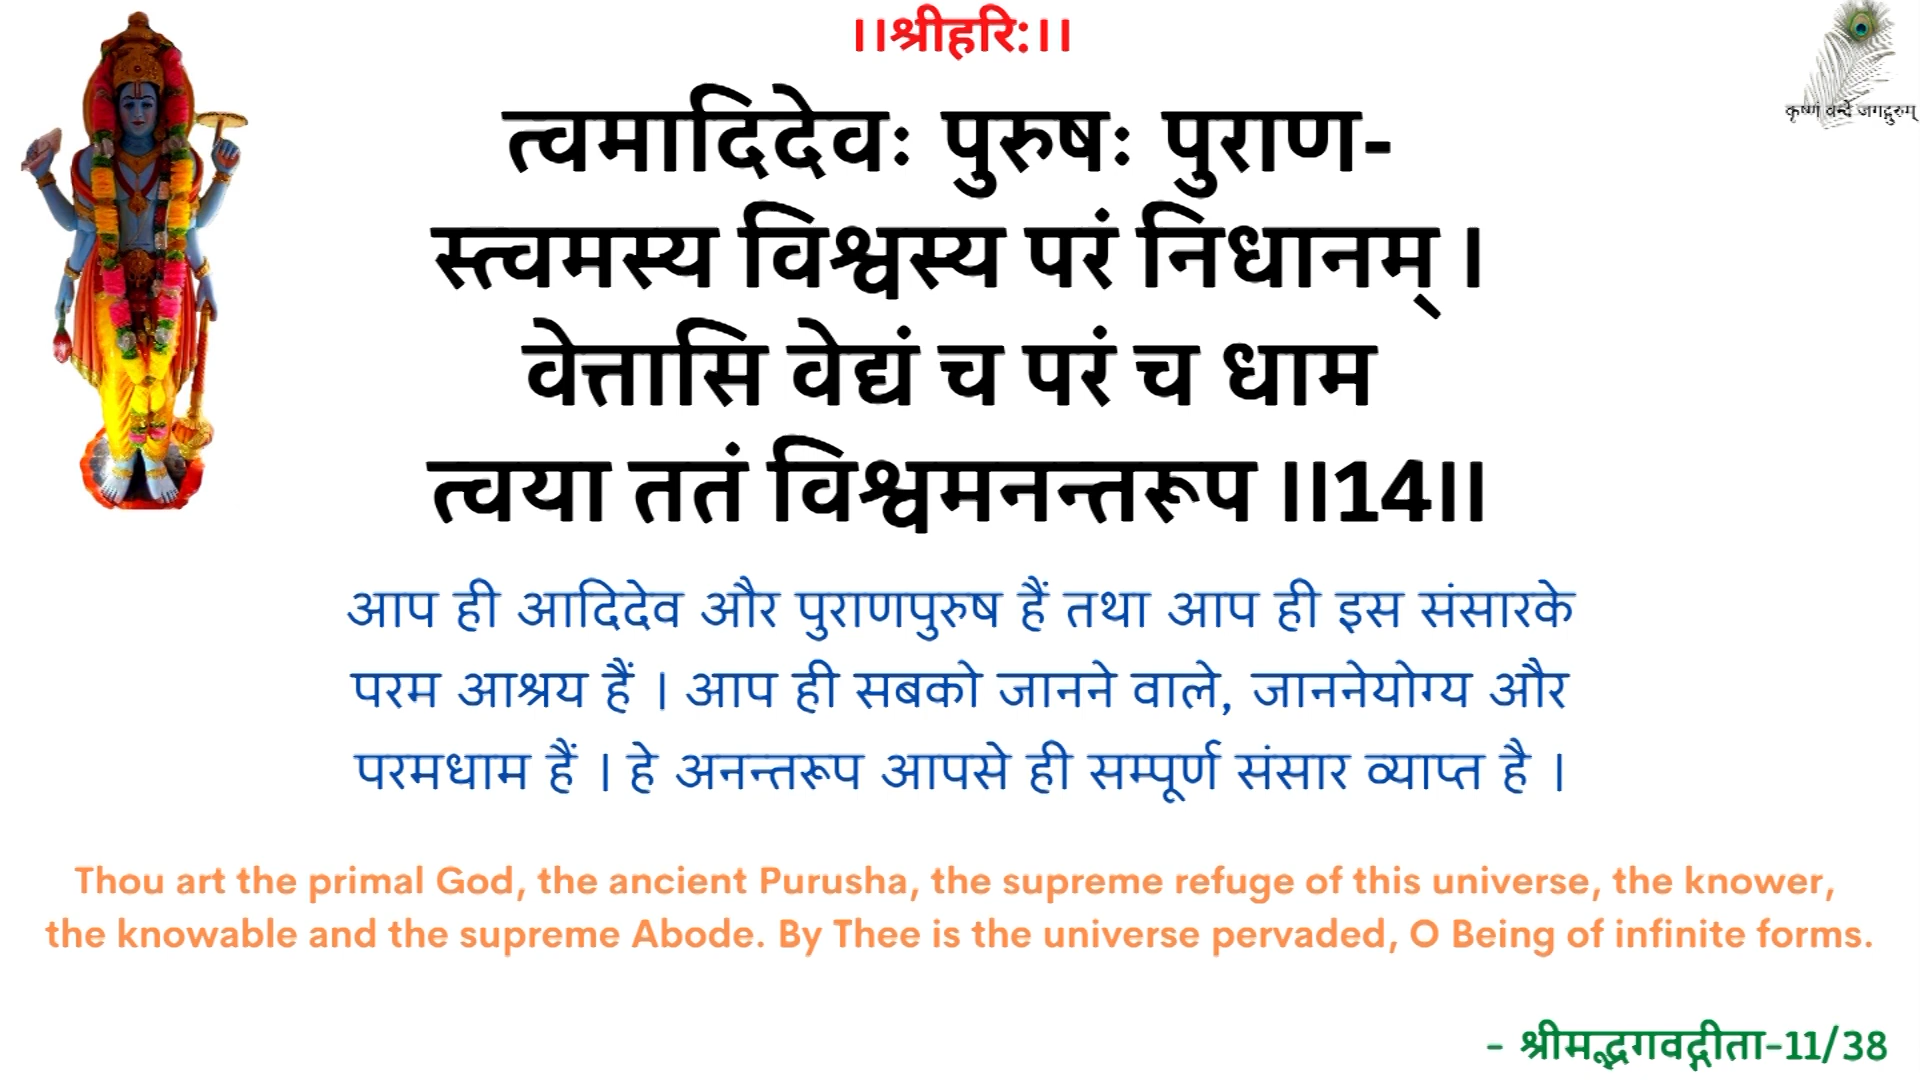 ।।श्रीहरि:।।
कृष्णं वन्दे जगद्गुरुम्
त्वमादिदेवः पुरुषः पुराण-
स्त्वमस्य विश्वस्य परं निधानम् ।
वेत्तासि वेद्यं च परं च धाम
त्वया ततं विश्वमनन्तरूप ।।14।।
आप ही आदिदेव और पुराणपुरुष हैं तथा आप ही इस संसारके
परम आश्रय हैं । आप ही सबको जानने वाले, जाननेयोग्य और
परमधाम हैं । हे अनन्तरूप आपसे ही सम्पूर्ण संसार व्याप्त है ।
Thou art the primal God, the ancient Purusha, the supreme refuge of this universe, the knower,
the knowable and the supreme Abode. By Thee is the universe pervaded, O Being of infinite forms.
- श्रीमद्भगवद्गीता-11/38